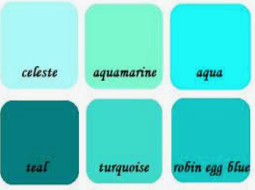 celeste aquamarine aqua
teal turquoise robin egg blue